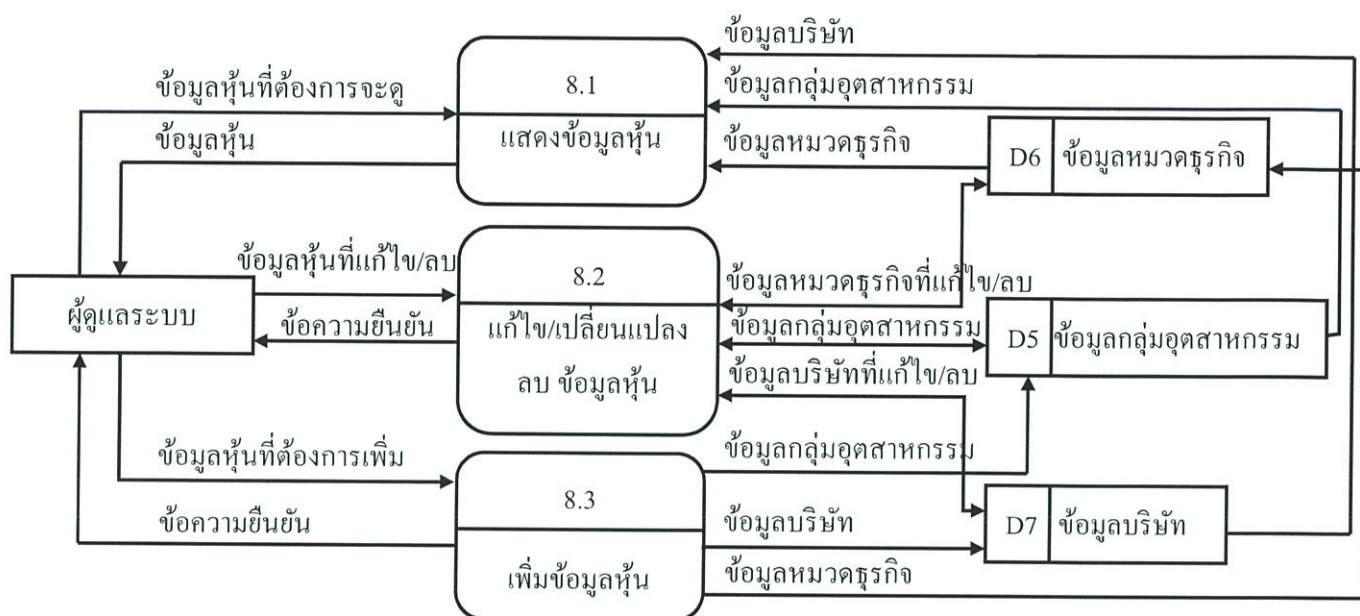 ข้อมูลบริษัท
ข้อมูลหุ้นที่ต้องการจะดู
8.1
ข้อมูลกลุ่มอุตสาหกรรม
ข้อมูลหุ้น
แสดงข้อมูลหุ้น
ข้อมูลหมวดธุรกิจ
D6
ข้อมูลหมวดธุรกิจ
ข้อมูลหุ้นที่แก้ไข/ลบ
8.2
ข้อมูลหมวดธุรกิจที่แก้ไข/ลบ
ผู้ดูแลระบบ
ข้อความยืนยัน
แก้ไข/เปลี่ยนแปลง
ลบ ข้อมูลหุ้น
ข้อมูลกลุ่มอุตสาหกรรม
D5
ข้อมูลกลุ่มอุตสาหกรรม
ข้อมูลบริษัทที่แก้ไข/ลบ
ข้อมูลหุ้นที่ต้องการเพิ่ม
ข้อมูลกลุ่มอุตสาหกรรม
8.3
ข้อความยืนยัน
ข้อมูลบริษัท
D7
ข้อมูลบริษัท
เพิ่มข้อมูลหุ้น
ข้อมูลหมวดธุรกิจ